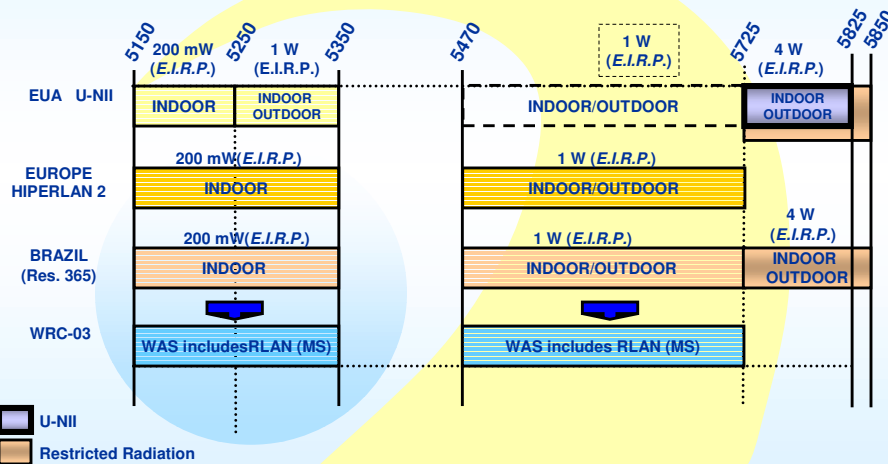 5150 5250 5350 5470 5725 5825 5850
200 mW
(E.I.R.P.)
1 W
(E.I.R.P.)
1 W
(E.I.R.P.)
4 W
(E.I.R.P.)
EUA U-NII
INDOOR
INDOOR
OUTDOOR
INDOOR/OUTDOOR
INDOOR
OUTDOOR
EUROPE
HIPERLAN 2
200 mW(E.I.R.P.)
INDOOR
1 W (E.I.R.P.)
INDOOR/OUTDOOR
BRAZIL
(Res. 365)
200 mW(E.I.R.P.)
INDOOR
1 W (E.I.R.P.)
INDOOR/OUTDOOR
4 W
(E.I.R.P.)
INDOOR
OUTDOOR
WRC-03
WAS includesRLAN (MS)
WAS includes RLAN (MS)
U-NII
Restricted Radiation